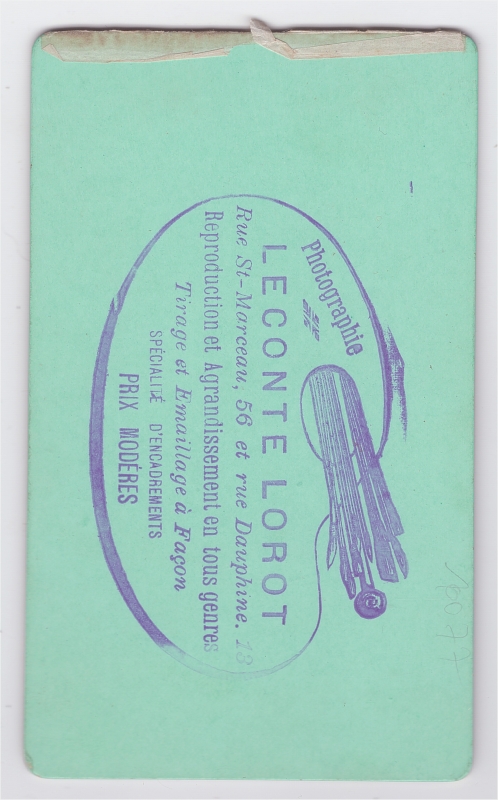 Photographie
LECONTE LOROT
Rue St-Marceau, 56 et rue Dauphine. 13
Reproduction et Agrandissement en tous genres
Tirage et Emaillage à Façon
SPÉCIALITÉ D'ENCADREMENTS
PRIX MODÉRES